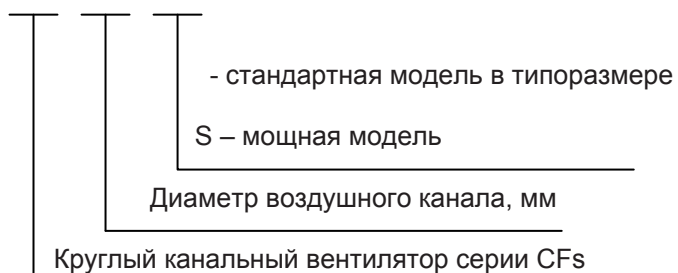 - стандартная модель в типоразмере
S – мощная модель
Диаметр воздушного канала, мм
Круглый канальный вентилятор серии CFs